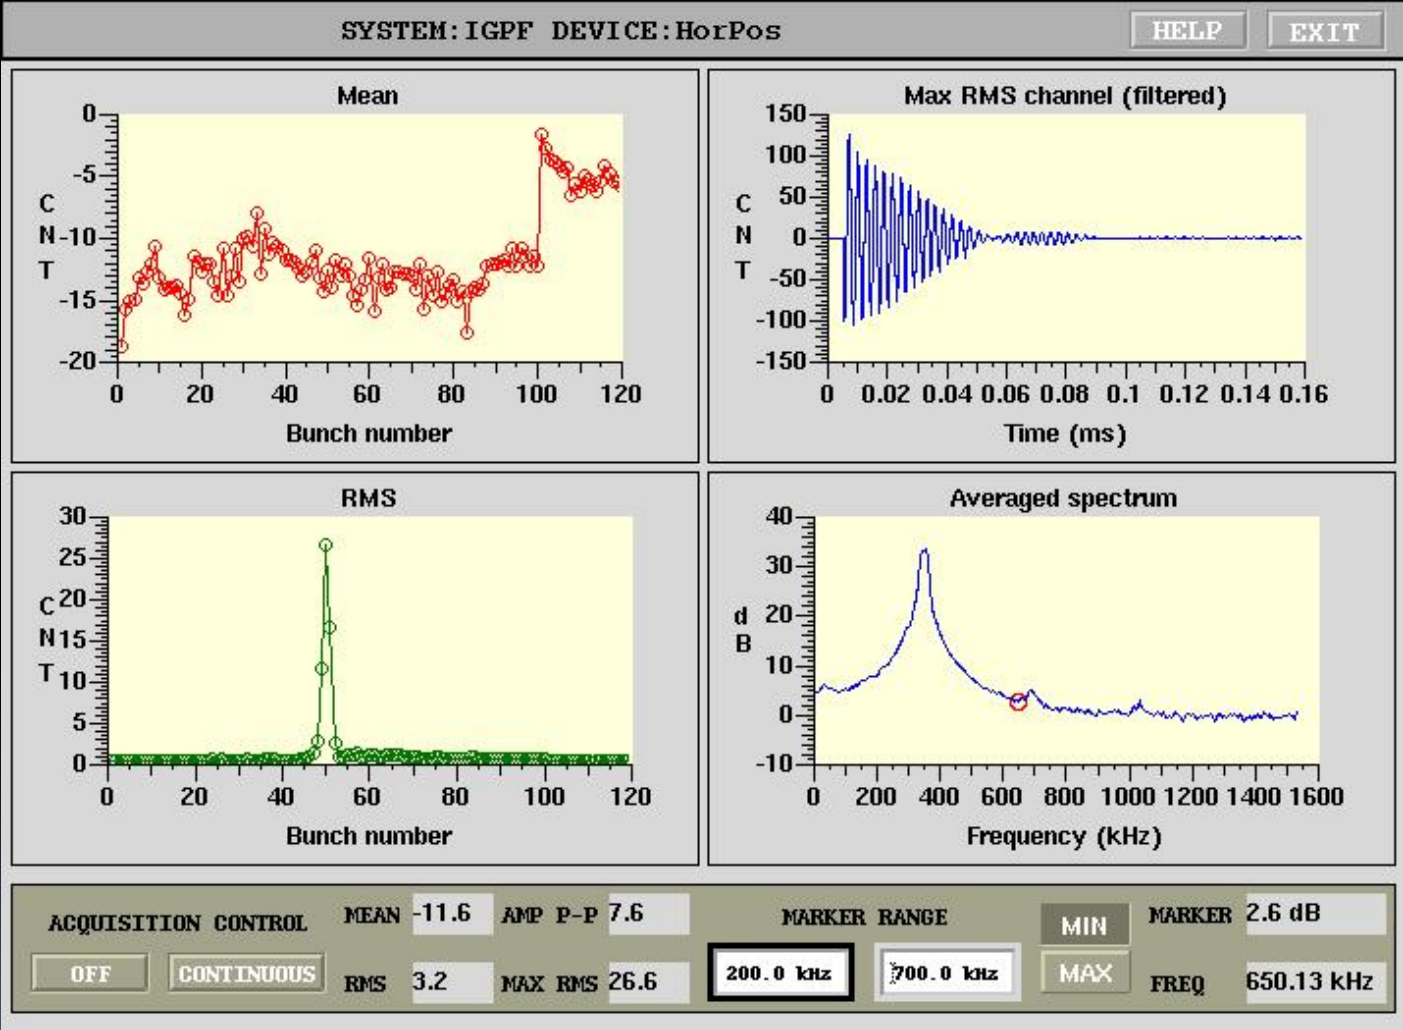 SYSTEM:IGPF DEVICE:HorPos HELP EXIT
Mean
0
-5
-10
-15
-20
CNT
0 20 40 60 80 100 120
Bunch number
Max RMS channel (filtered)
150
100
50
0
-50
-100
-150
CNT
0 0.02 0.04 0.06 0.08 0.1 0.12 0.14 0.16
Time (ms)
RMS
30
25
20
15
10
5
0
CNT
0 20 40 60 80 100 120
Bunch number
Averaged spectrum
40
30
20
10
0
-10
dB
0 200 400 600 800 1000 1200 1400 1600
Frequency (kHz)
ACQUISITION CONTROL
OFF CONTINUOUS
MEAN -11.6 AMP P-P 7.6
RMS 3.2 MAX RMS 26.6
MARKER RANGE
200.0 kHz 700.0 kHz
MIN
MAX
MARKER 2.6 dB
FREQ 650.13 kHz